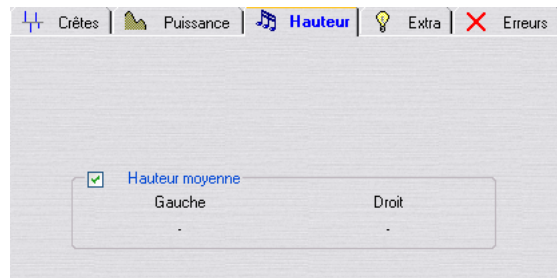 Crêtes Puissance Hauteur Extra Erreurs
Hauteur moyenne
Gauche Droit
- -